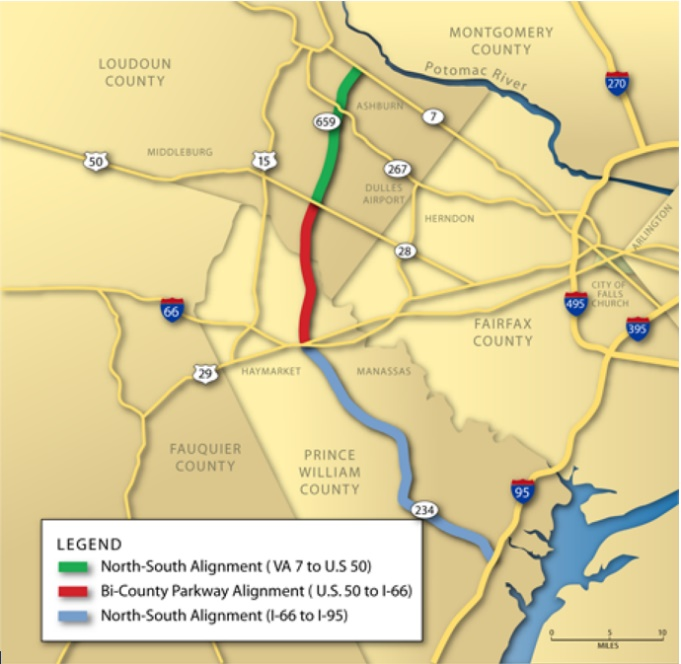 MONTGOMERY
COUNTY
LOUDOUN
COUNTY
Potomac River
270
ASHBURN
659
7
50
MIDDLEBURG
15
267
DULLES
AIRPORT
HERNDON
ARLINGTON
28
CITY OF
FALLS
CHURCH
495
66
395
FAIRFAX
COUNTY
29
HAYMARKET
MANASSAS
FAUQUIER
COUNTY
PRINCE
WILLIAM
COUNTY
95
234
LEGEND
North-South Alignment ( VA 7 to U.S 50)
Bi-County Parkway Alignment ( U.S. 50 to I-66)
North-South Alignment (I-66 to I-95)
0 5 10
MILES